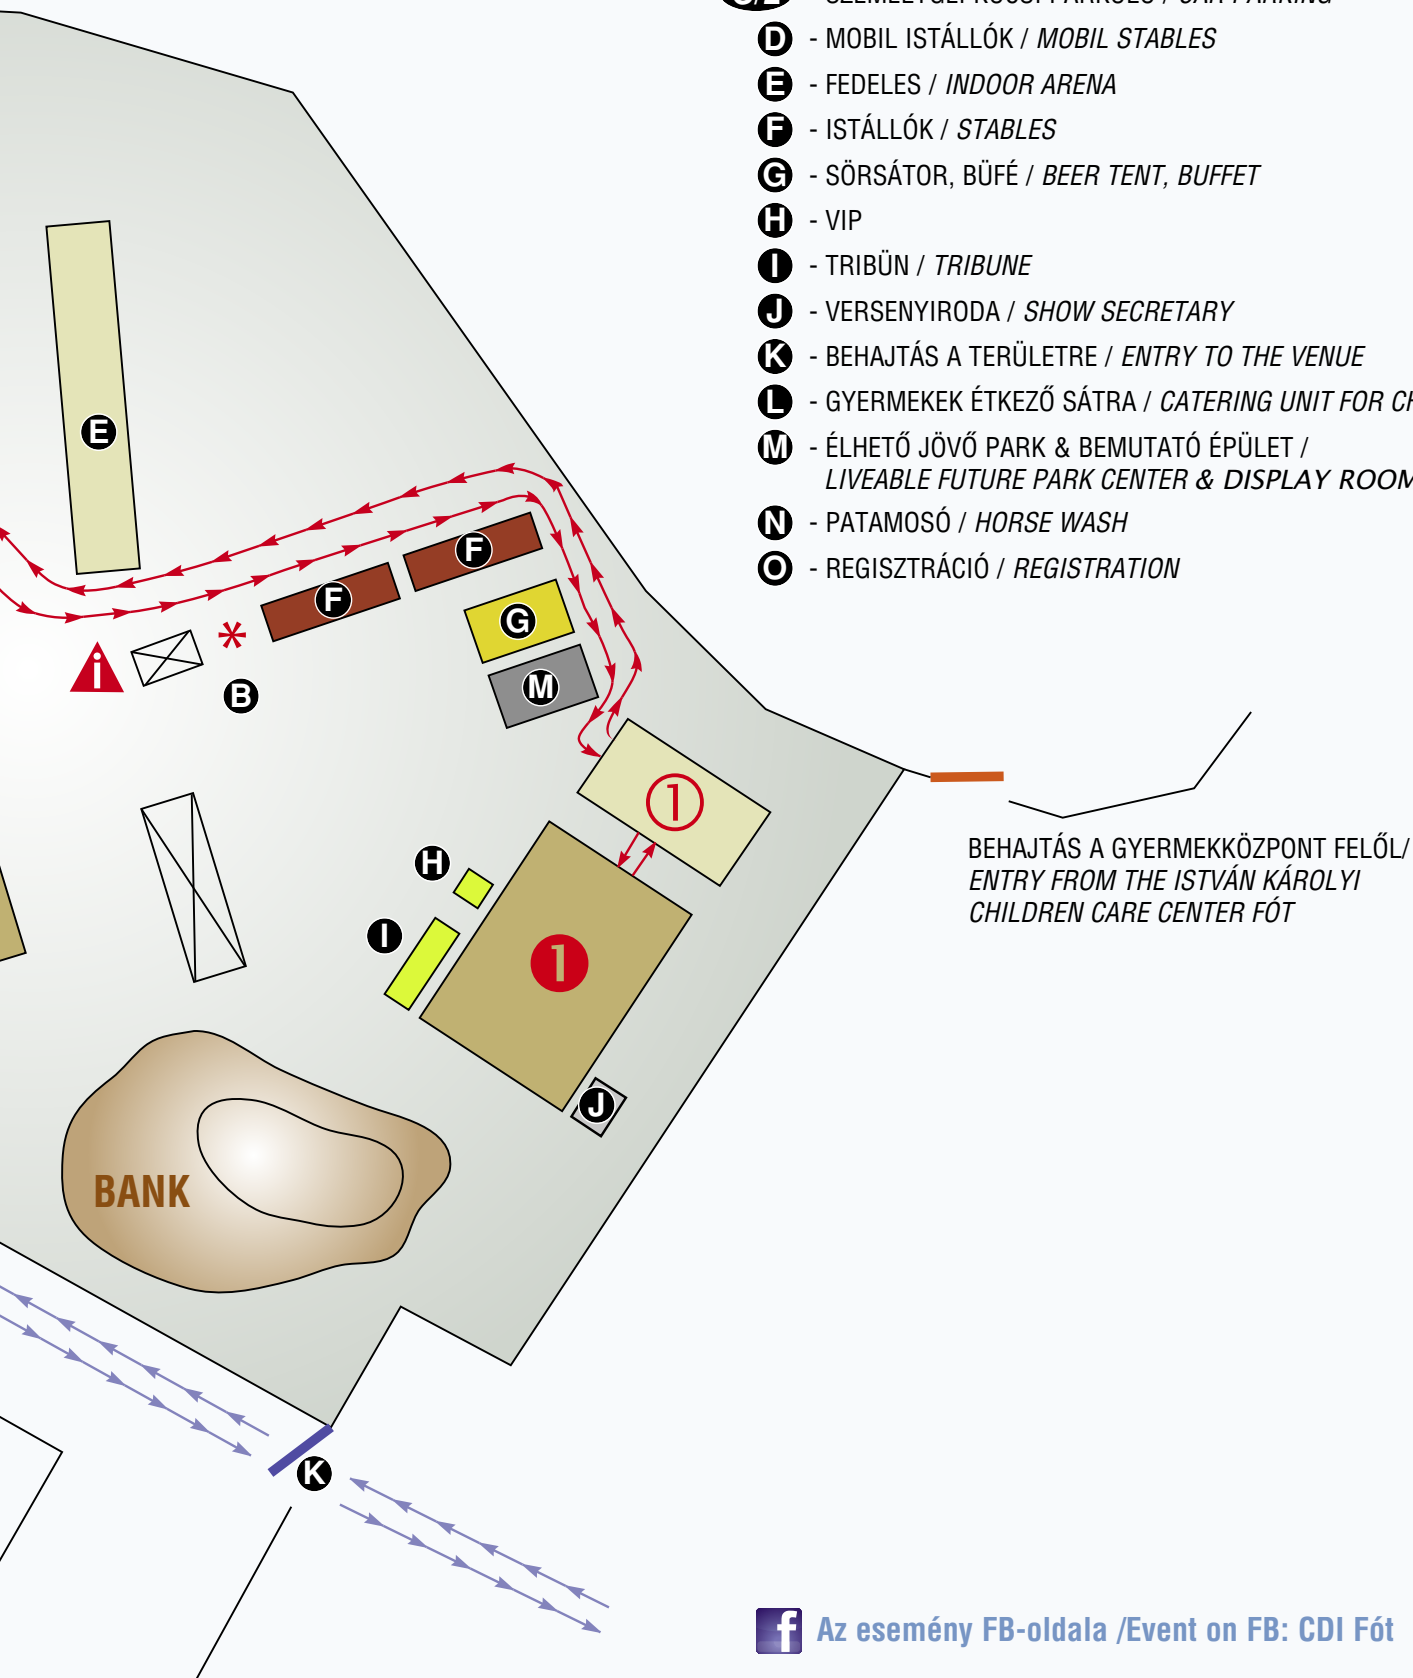 D - MOBIL ISTÁLLÓK / MOBIL STABLES
E - FEDELES / INDOOR ARENA
F - ISTÁLLÓK / STABLES
G - SÖRSÁTOR, BÜFÉ / BEER TENT, BUFFET
H - VIP
I - TRIBÜN / TRIBUNE
J - VERSENYIRODA / SHOW SECRETARY
K - BEHAJTÁS A TERÜLETRE / ENTRY TO THE VENUE
L - GYERMEKEK ÉTKEZŐ SÁTRA / CATERING UNIT FOR
M - ÉLHETŐ JÖVŐ PARK & BEMUTATÓ ÉPÜLET /
LIVEABLE FUTURE PARK CENTER & DISPLAY ROOM
N - PATAMOSÓ / HORSE WASH
O - REGISZTRÁCIÓ / REGISTRATION
E
F
F
G
i
*
M
B
1
H
I
1
J
BANK
K
BEHAJTÁS A GYERMEKKÖZPONT FELŐL/
ENTRY FROM THE ISTVÁN KÁROLYI
CHILDREN CARE CENTER FÓT
f Az esemény FB-oldala /Event on FB: CDI Fót